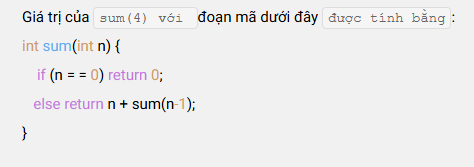 Giá trị của sum(4) với đoạn mã dưới đây được tính bằng:
int sum(int n) {
if (n = = 0) return 0;
else return n + sum(n-1);
}